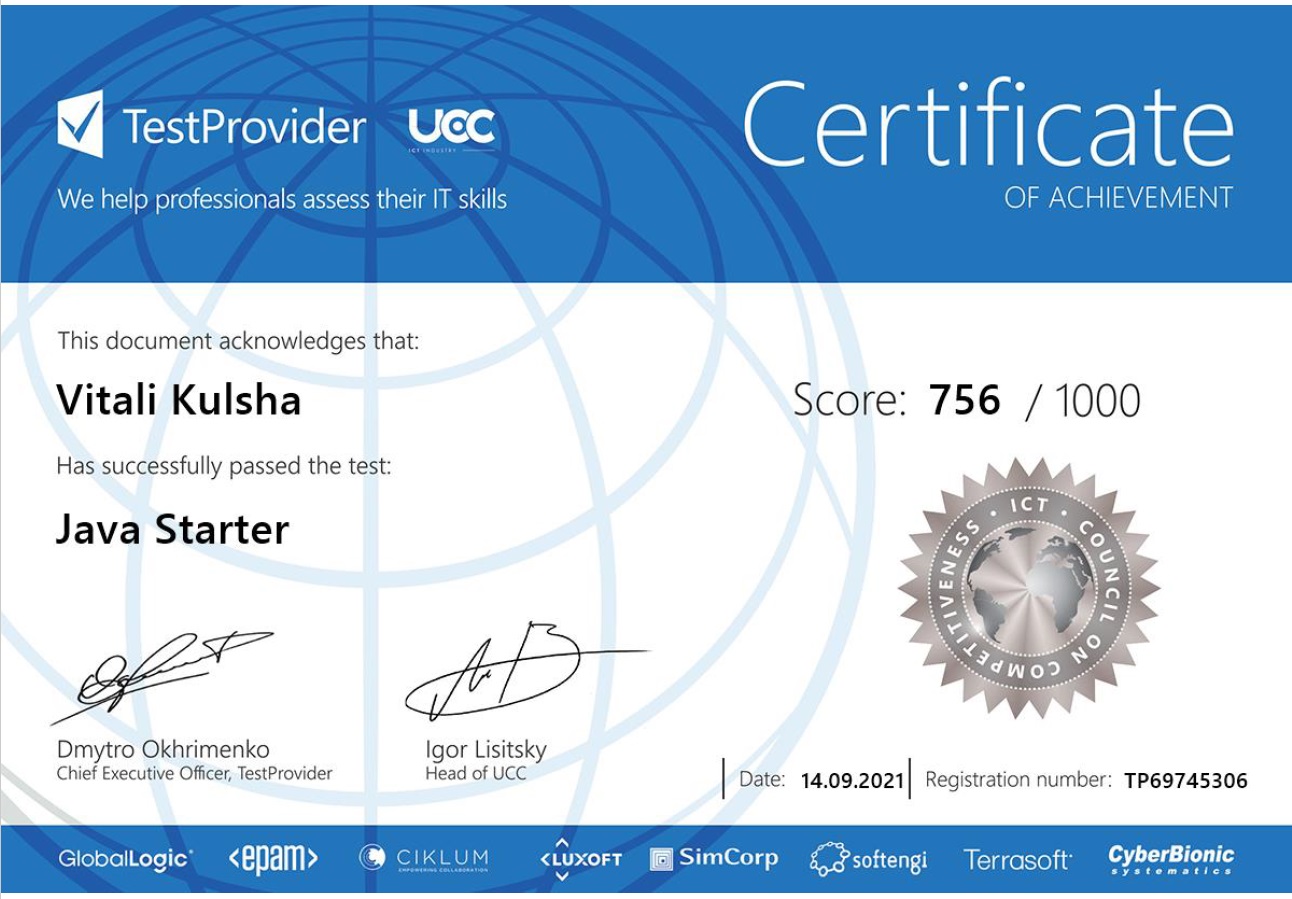 TestProvider UCC
ICT INDUSTRY
We help professionals assess their IT skills
Certificate
OF ACHIEVEMENT
This document acknowledges that:
Vitali Kulsha
Score: 756 / 1000
Has successfully passed the test:
Java Starter
· ICT · COUNCIL ON COMPETITIVENESS
Dmytro Okhrimenko
Chief Executive Officer, TestProvider
Igor Lisitsky
Head of UCC
Date: 14.09.2021
Registration number: TP69745306
GlobalLogic
<epam>
CIKLUM
EMPOWERING COLLABORATION
<LUXOFT
SimCorp
softengi
Terrasoft
CyberBionic
systematics